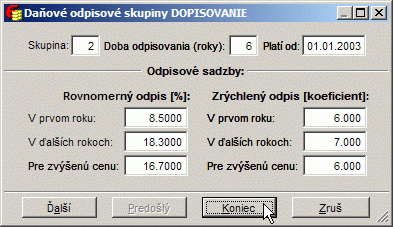 Daňové odpisové skupiny DOPISOVANIE
Skupina: 2 Doba odpisovania (roky): 6 Platí od: 01.01.2003
Odpisové sadzby:
Rovnomerný odpis [%]: Zrýchlený odpis [koeficient]:
V prvom roku: 8.5000 V prvom roku: 6.000
V ďalších rokoch: 18.3000 V ďalších rokoch: 7.000
Pre zvýšenú cenu: 16.7000 Pre zvýšenú cenu: 6.000
Ďalší Predošlý Koniec Zruš